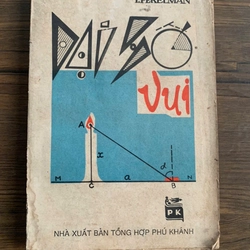 I.PERELMAN
ĐẠI SỐ
Vui
A
x
d
M
C
a
B
N
PK
NHÀ XUẤT BẢN TỔNG HỢP PHÚ KHÁNH